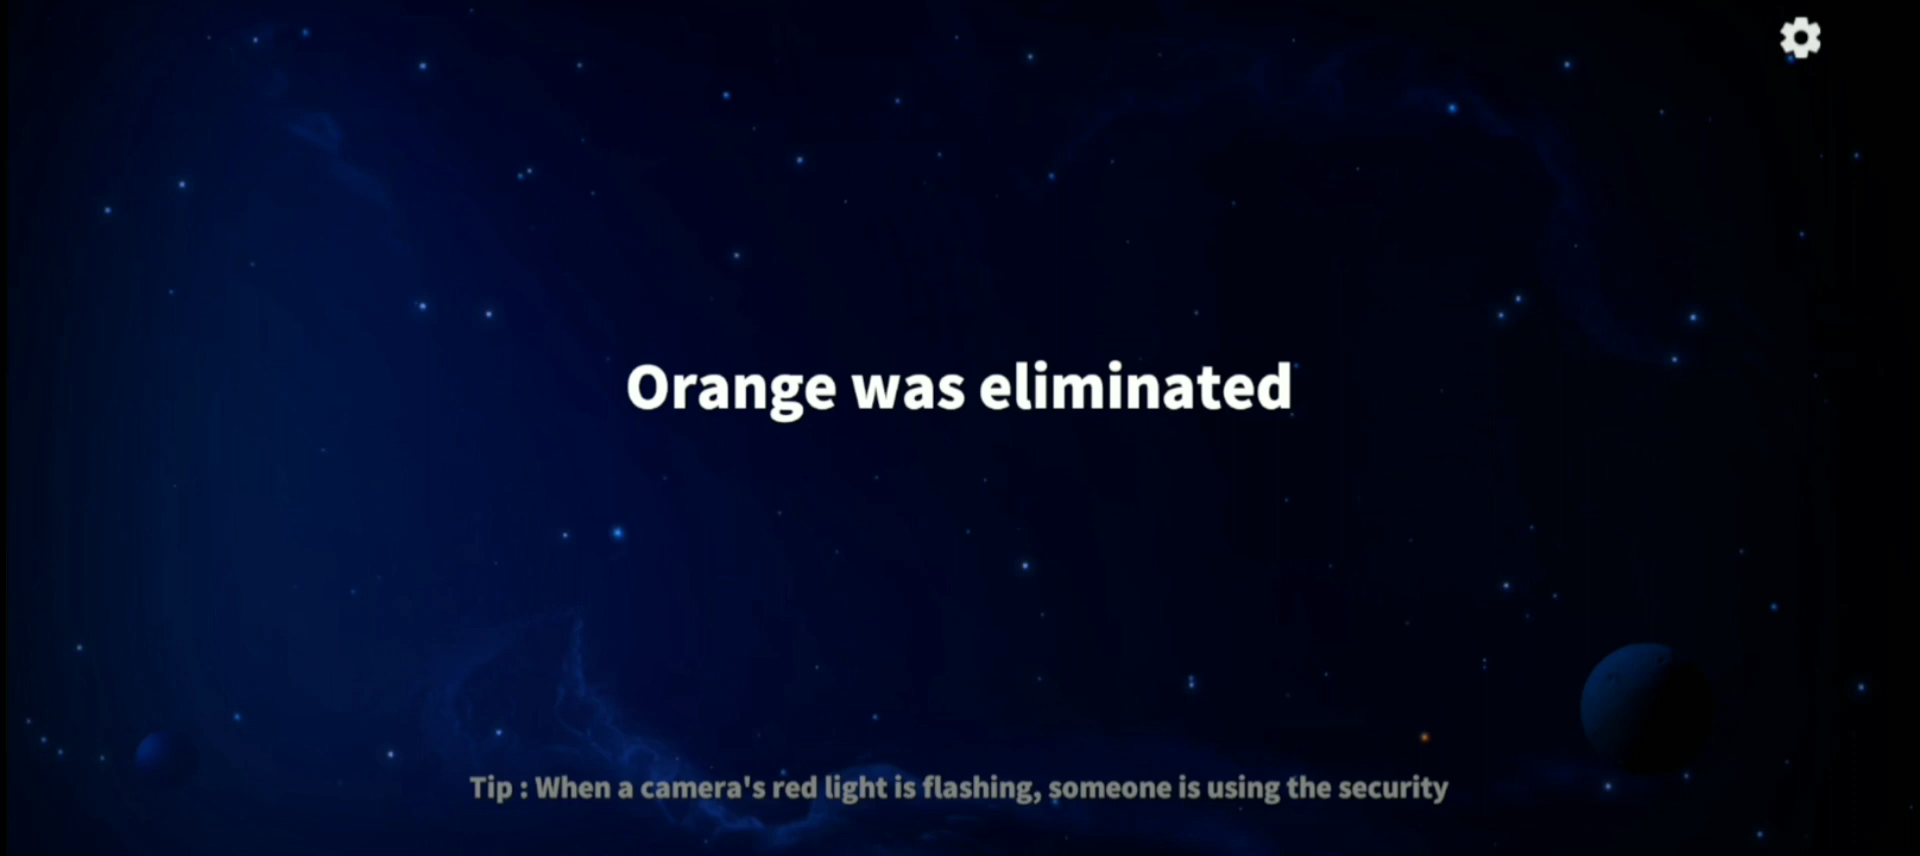 Orange was eliminated
Tip : When a camera's red light is flashing, someone is using the security